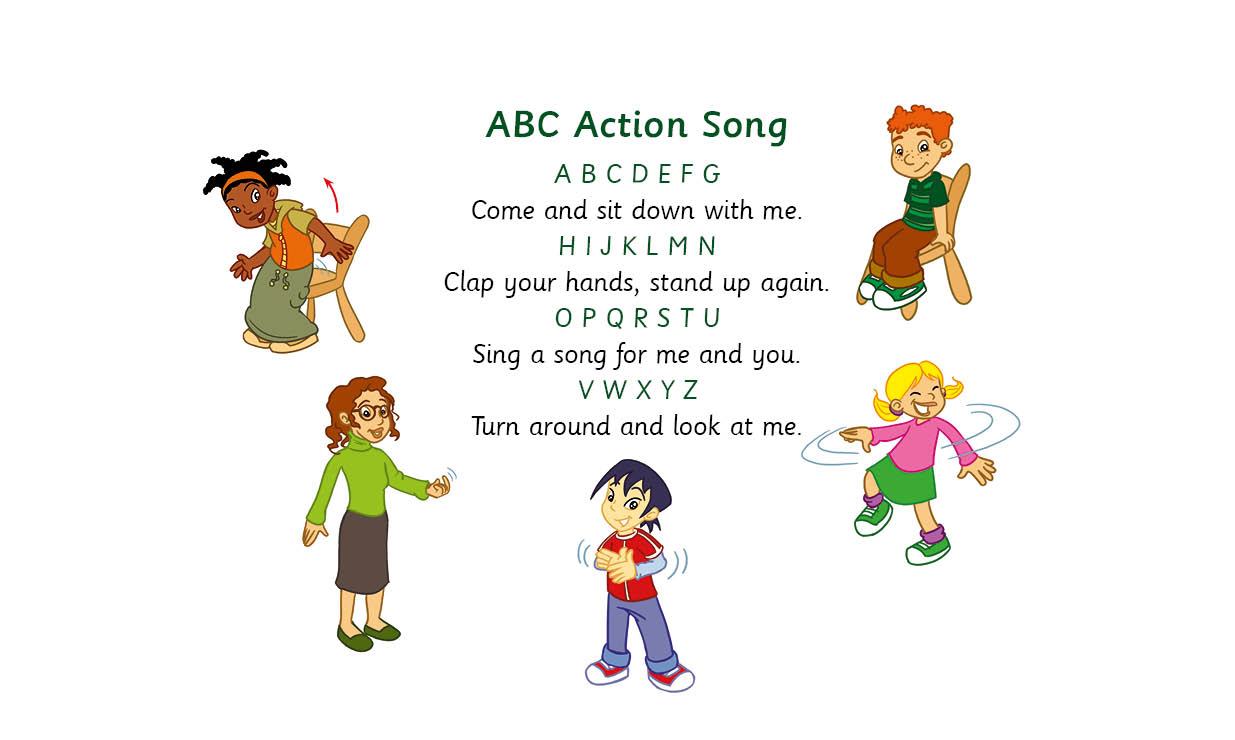 ABC Action Song
A B C D E F G
Come and sit down with me.
H I J K L M N
Clap your hands, stand up again.
O P Q R S T U
Sing a song for me and you.
V W X Y Z
Turn around and look at me.